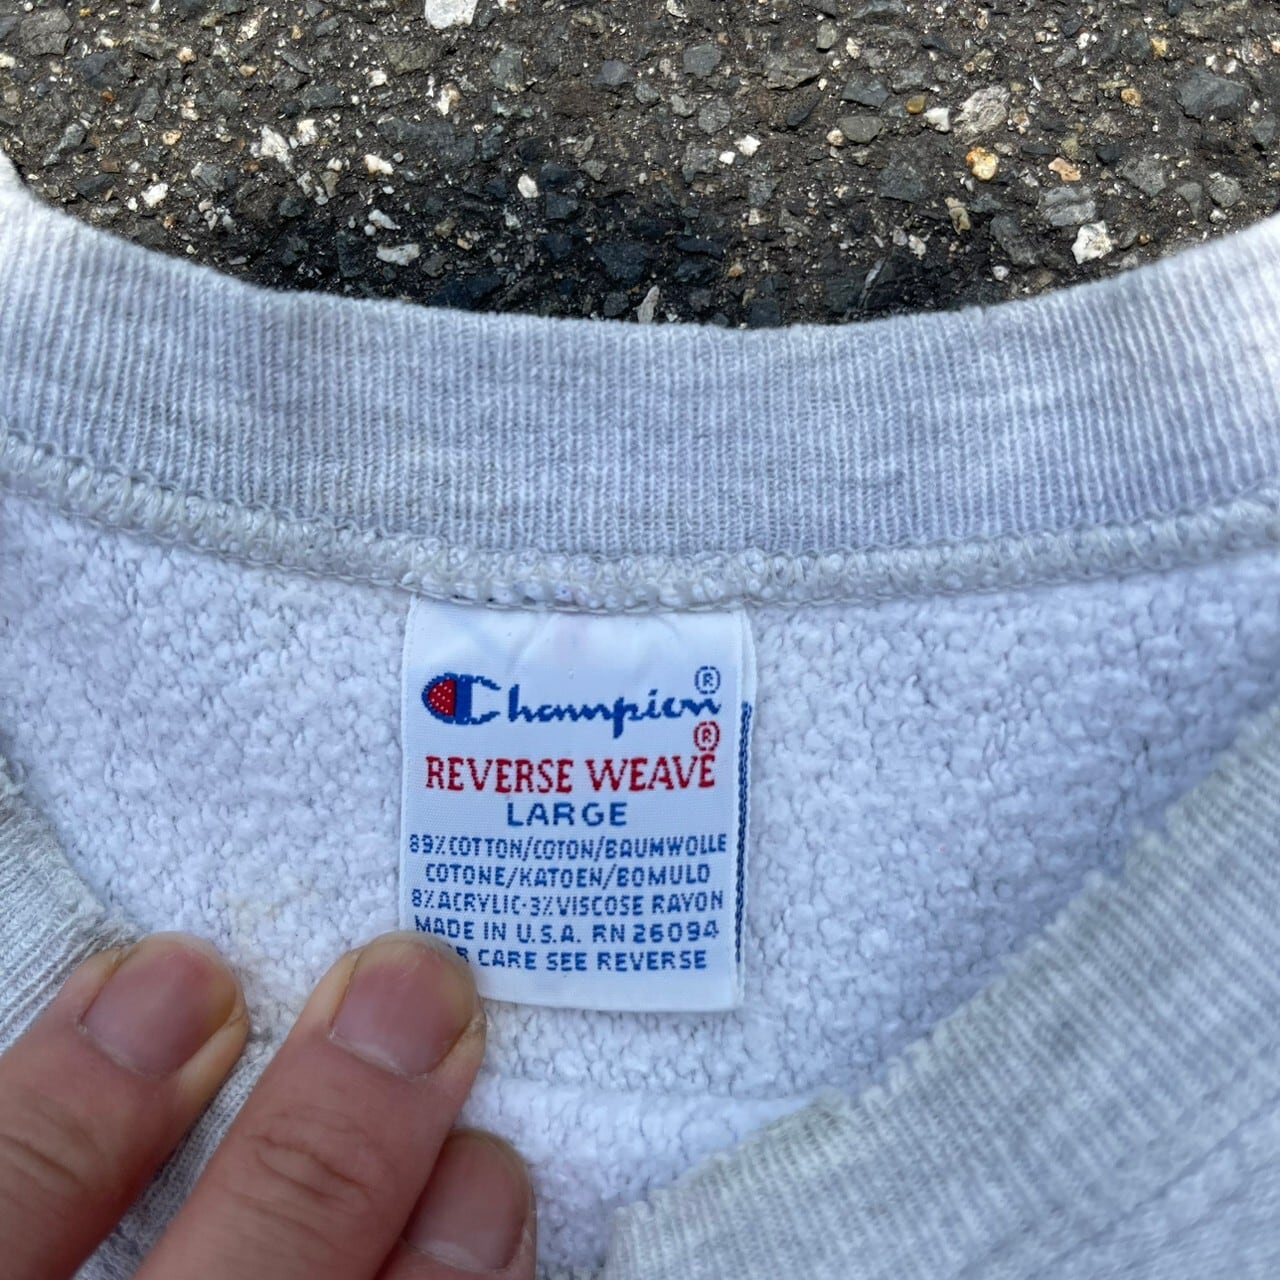 Champion®
REVERSE WEAVE®
LARGE
89% COTTON/COTON/BAUMWOLLE
COTONE/KATOEN/BOMULD
8% ACRYLIC-3% VISCOSE RAYON
MADE IN U.S.A. RN 26094
CARE SEE REVERSE